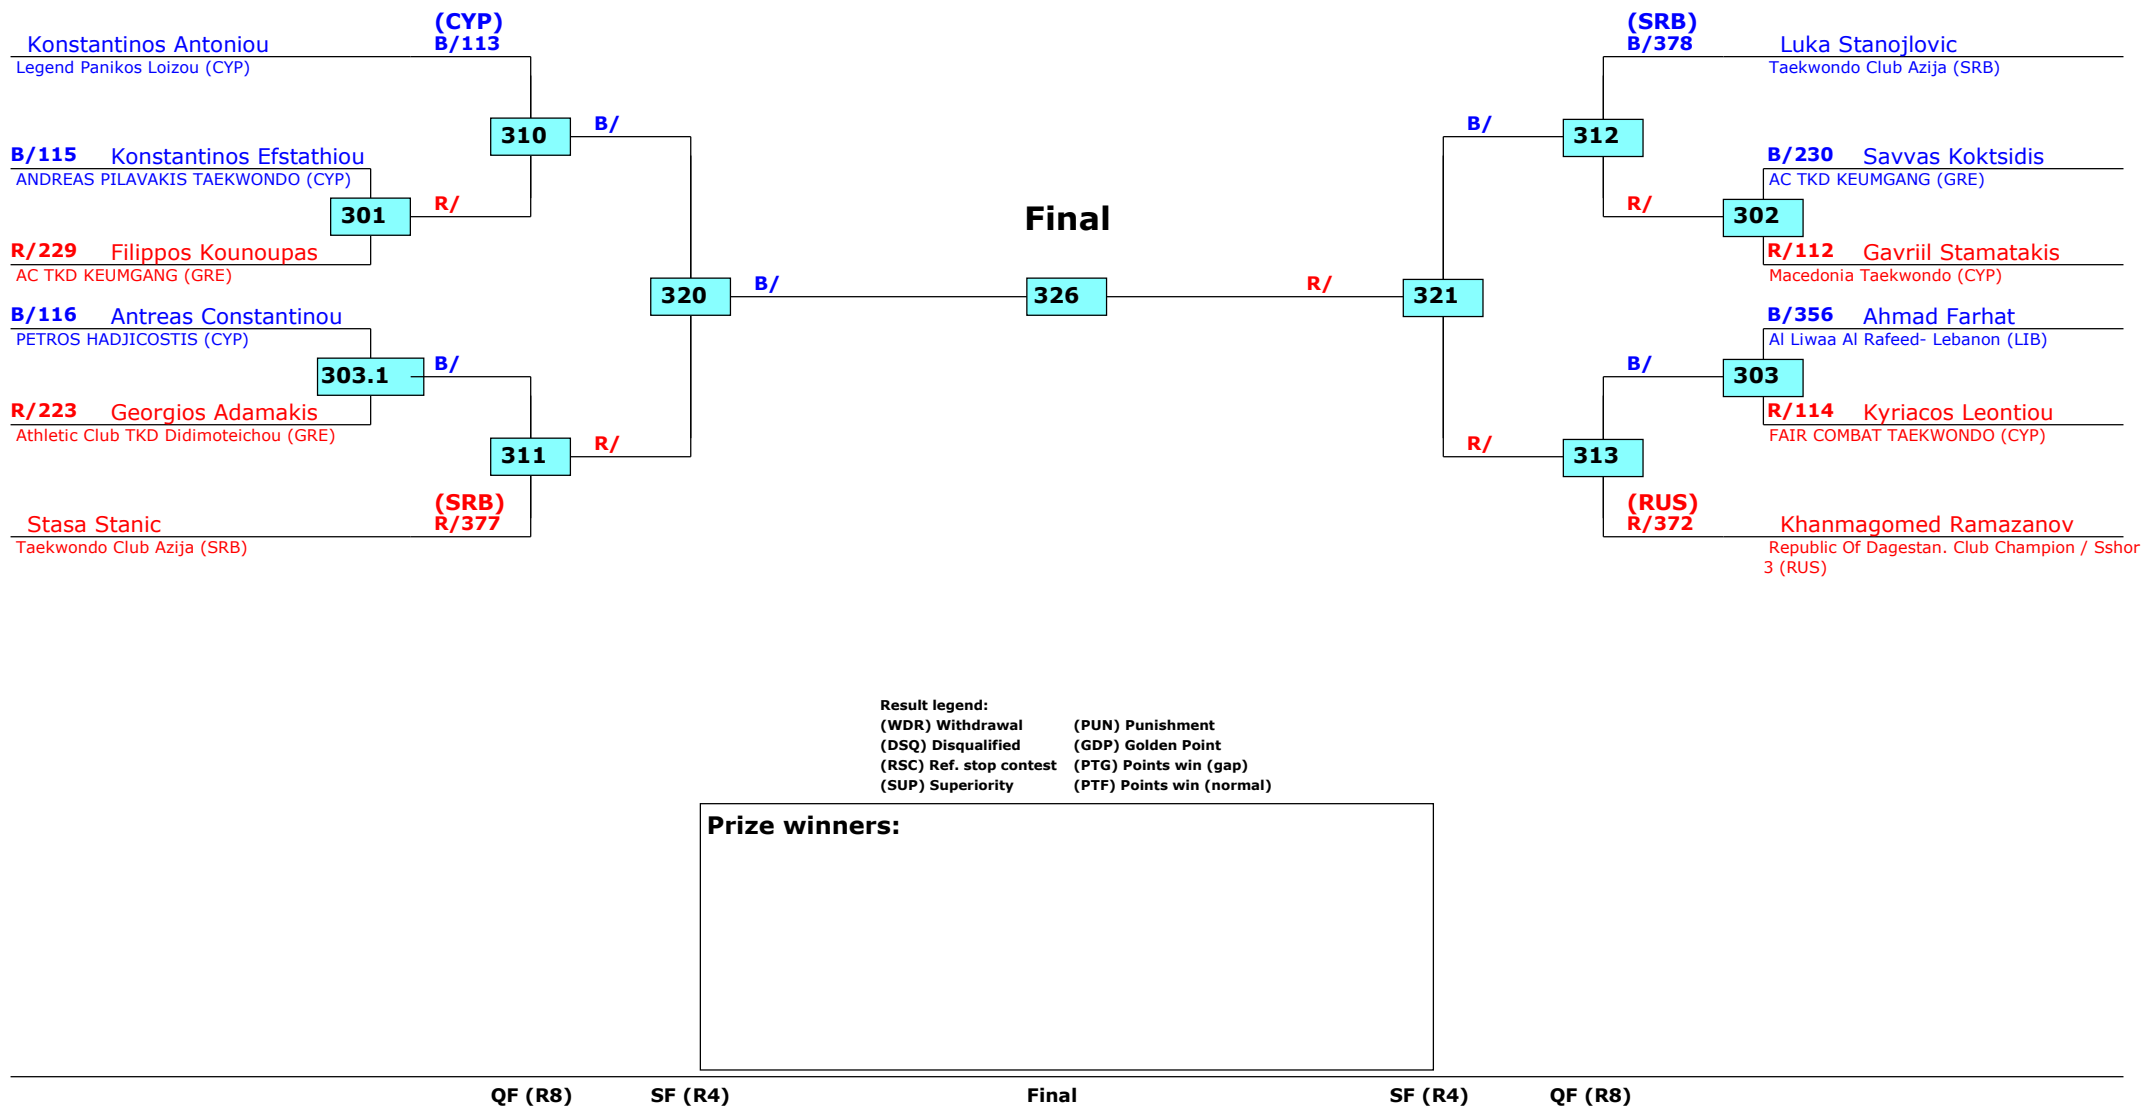 (CYP)
Konstantinos Antoniou B/113
Legend Panikos Loizou (CYP)
310 B/
B/115 Konstantinos Efstathiou
ANDREAS PILAVAKIS TAEKWONDO (CYP)
301 R/
R/229 Filippos Kounoupas
AC TKD KEUMGANG (GRE)
320 B/
B/116 Antreas Constantinou
PETROS HADJICOSTIS (CYP)
303.1 B/
R/223 Georgios Adamakis
Athletic Club TKD Didimoteichou (GRE)
311 R/
(SRB)
Stasa Stanic R/377
Taekwondo Club Azija (SRB)
Final
326
(SRB)
B/378 Luka Stanojlovic
Taekwondo Club Azija (SRB)
B/ 312
B/230 Savvas Koktsidis
AC TKD KEUMGANG (GRE)
R/ 302
R/112 Gavriil Stamatakis
Macedonia Taekwondo (CYP)
R/ 321
B/356 Ahmad Farhat
Al Liwaa Al Rafeed- Lebanon (LIB)
B/ 303
R/114 Kyriacos Leontiou
FAIR COMBAT TAEKWONDO (CYP)
R/ 313
(RUS)
R/372 Khanmagomed Ramazanov
Republic Of Dagestan. Club Champion / Sshor
3 (RUS)
Result legend:
(WDR) Withdrawal (PUN) Punishment
(DSQ) Disqualified (GDP) Golden Point
(RSC) Ref. stop contest (PTG) Points win (gap)
(SUP) Superiority (PTF) Points win (normal)
Prize winners:
QF (R8) SF (R4) Final SF (R4) QF (R8)